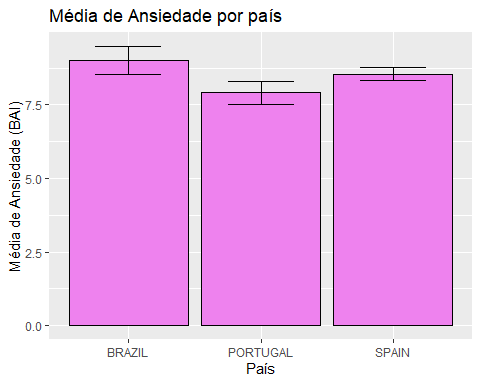 Média de Ansiedade por país
Média de Ansiedade (BAI)
7.5
5.0
2.5
0.0
BRAZIL
PORTUGAL
SPAIN
País